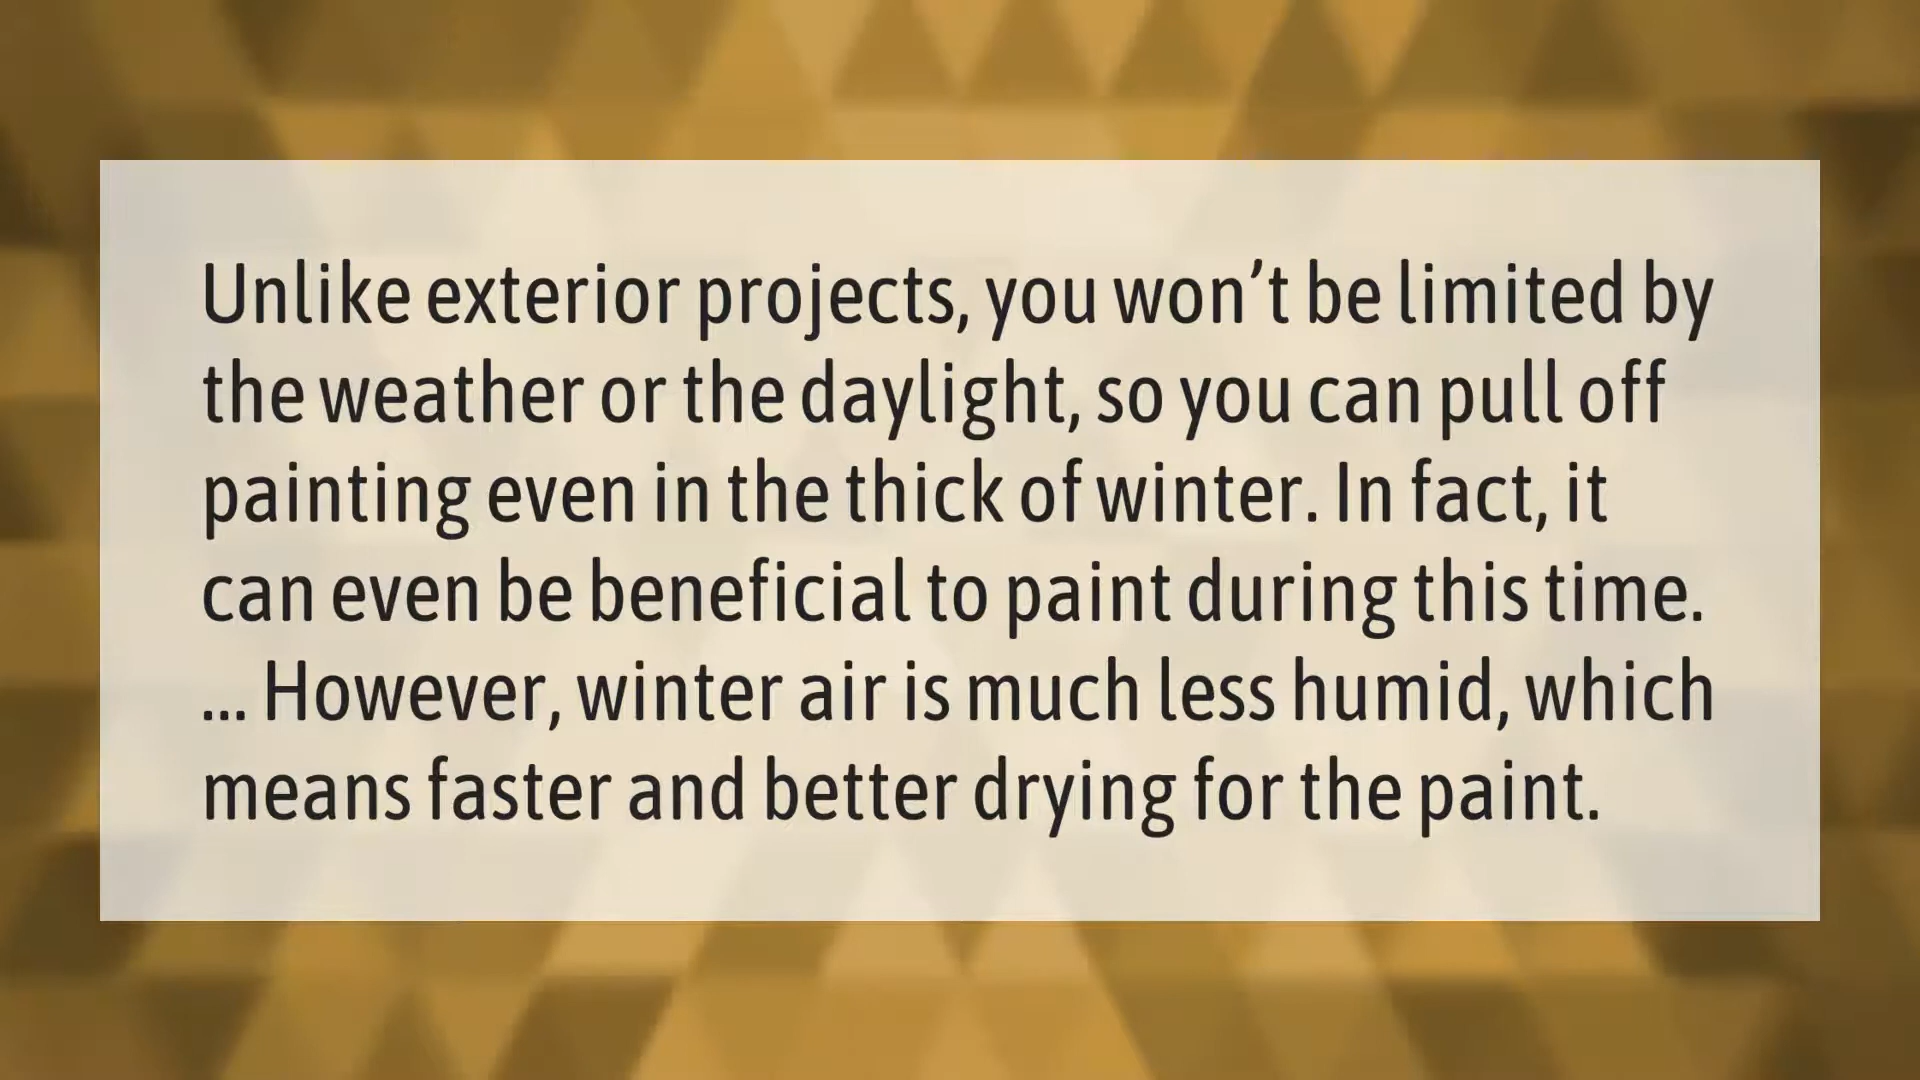 Unlike exterior projects, you won’t be limited by
the weather or the daylight, so you can pull off
painting even in the thick of winter. In fact, it
can even be beneficial to paint during this time.
... However, winter air is much less humid, which
means faster and better drying for the paint.